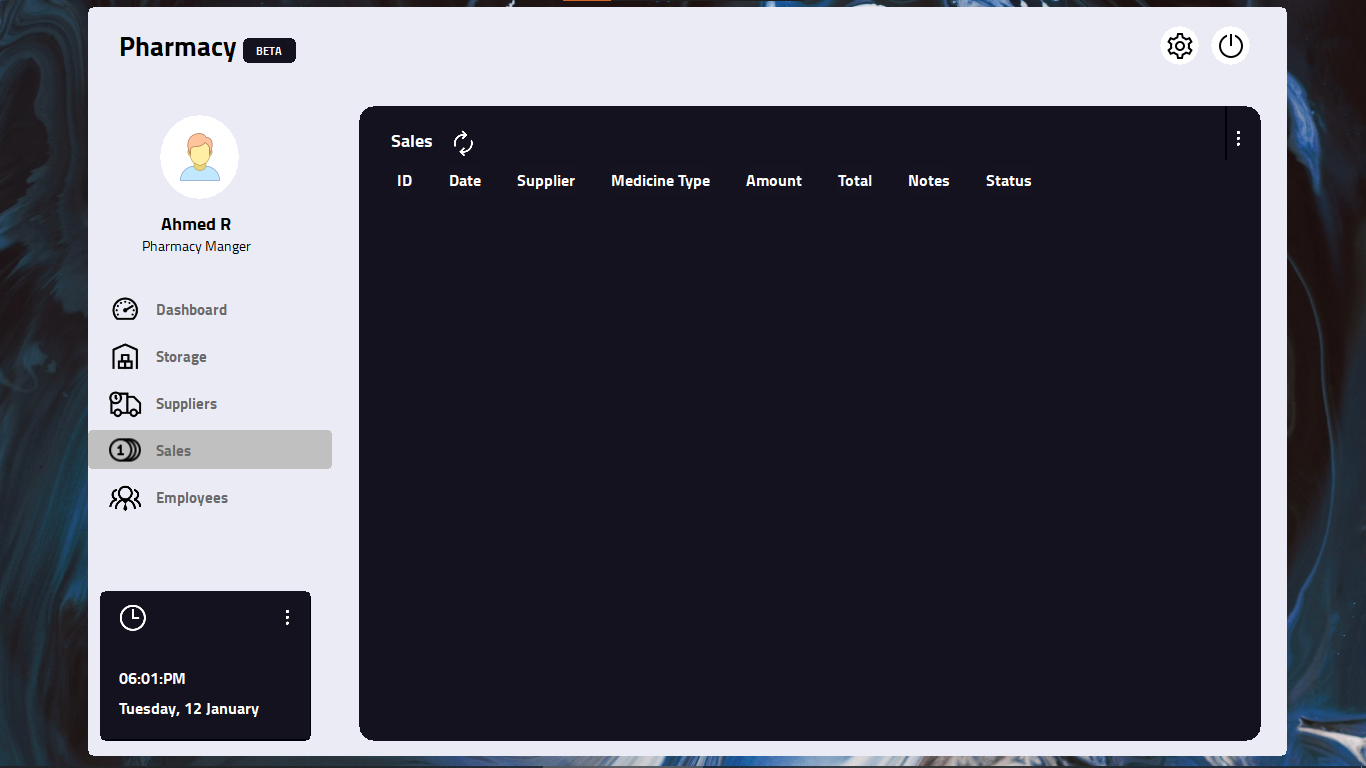 Pharmacy BETA
Ahmed R
Pharmacy Manger
Dashboard
Storage
Suppliers
1 Sales
Employees
06:01:PM
Tuesday, 12 January
Sales
ID Date Supplier Medicine Type Amount Total Notes Status